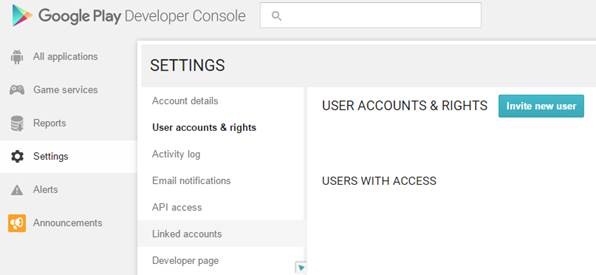 Google Play Developer Console
All applications
Game services
Reports
Settings
Alerts
Announcements
SETTINGS
Account details
User accounts & rights
Activity log
Email notifications
API access
Linked accounts
Developer page
USER ACCOUNTS & RIGHTS
Invite new user
USERS WITH ACCESS